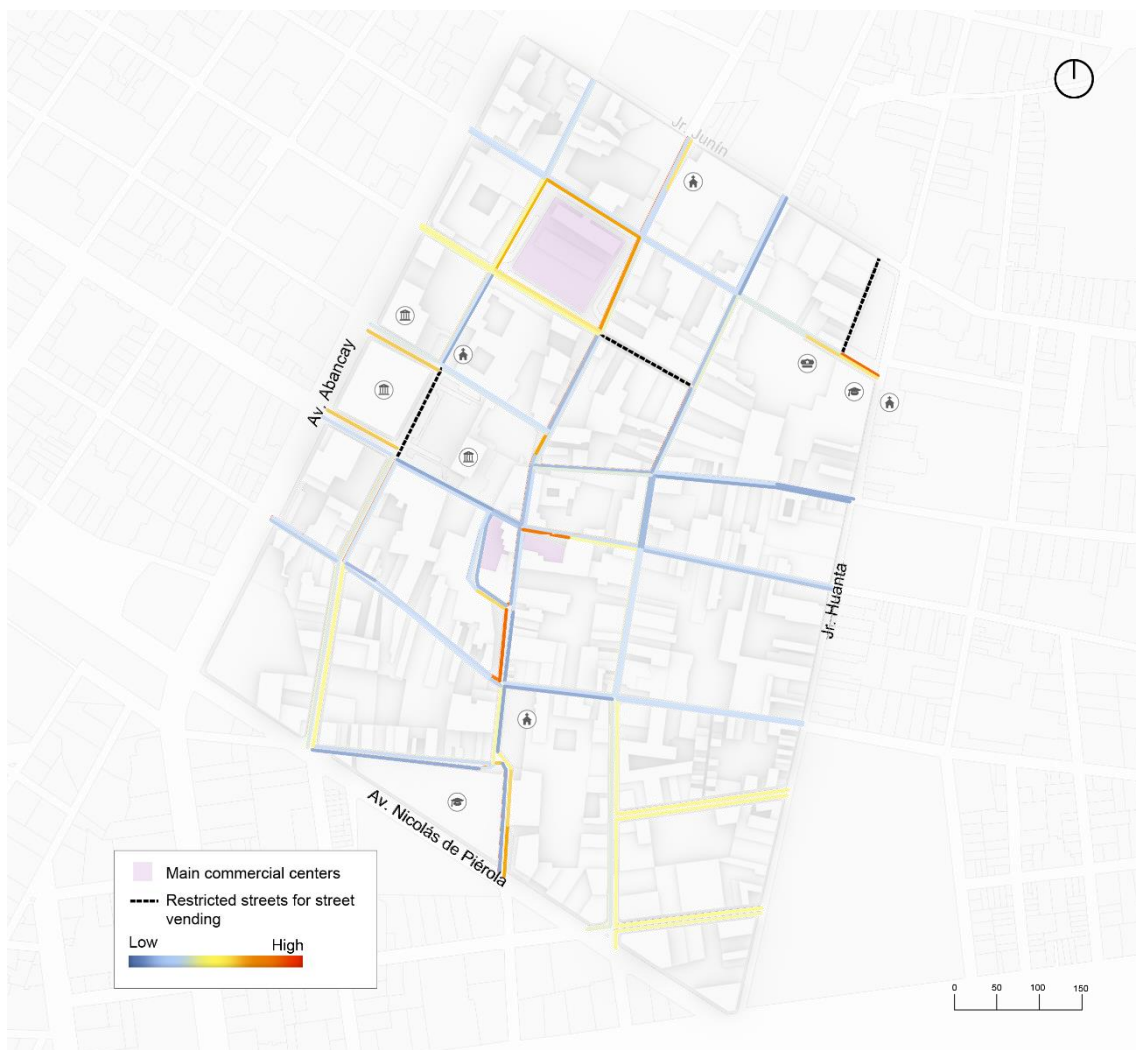 Jr. Junín
Av. Abancay
Jr. Huanta
Av. Nicolás de Piérola
Main commercial centers
Restricted streets for street
vending
Low High
0 50 100 150